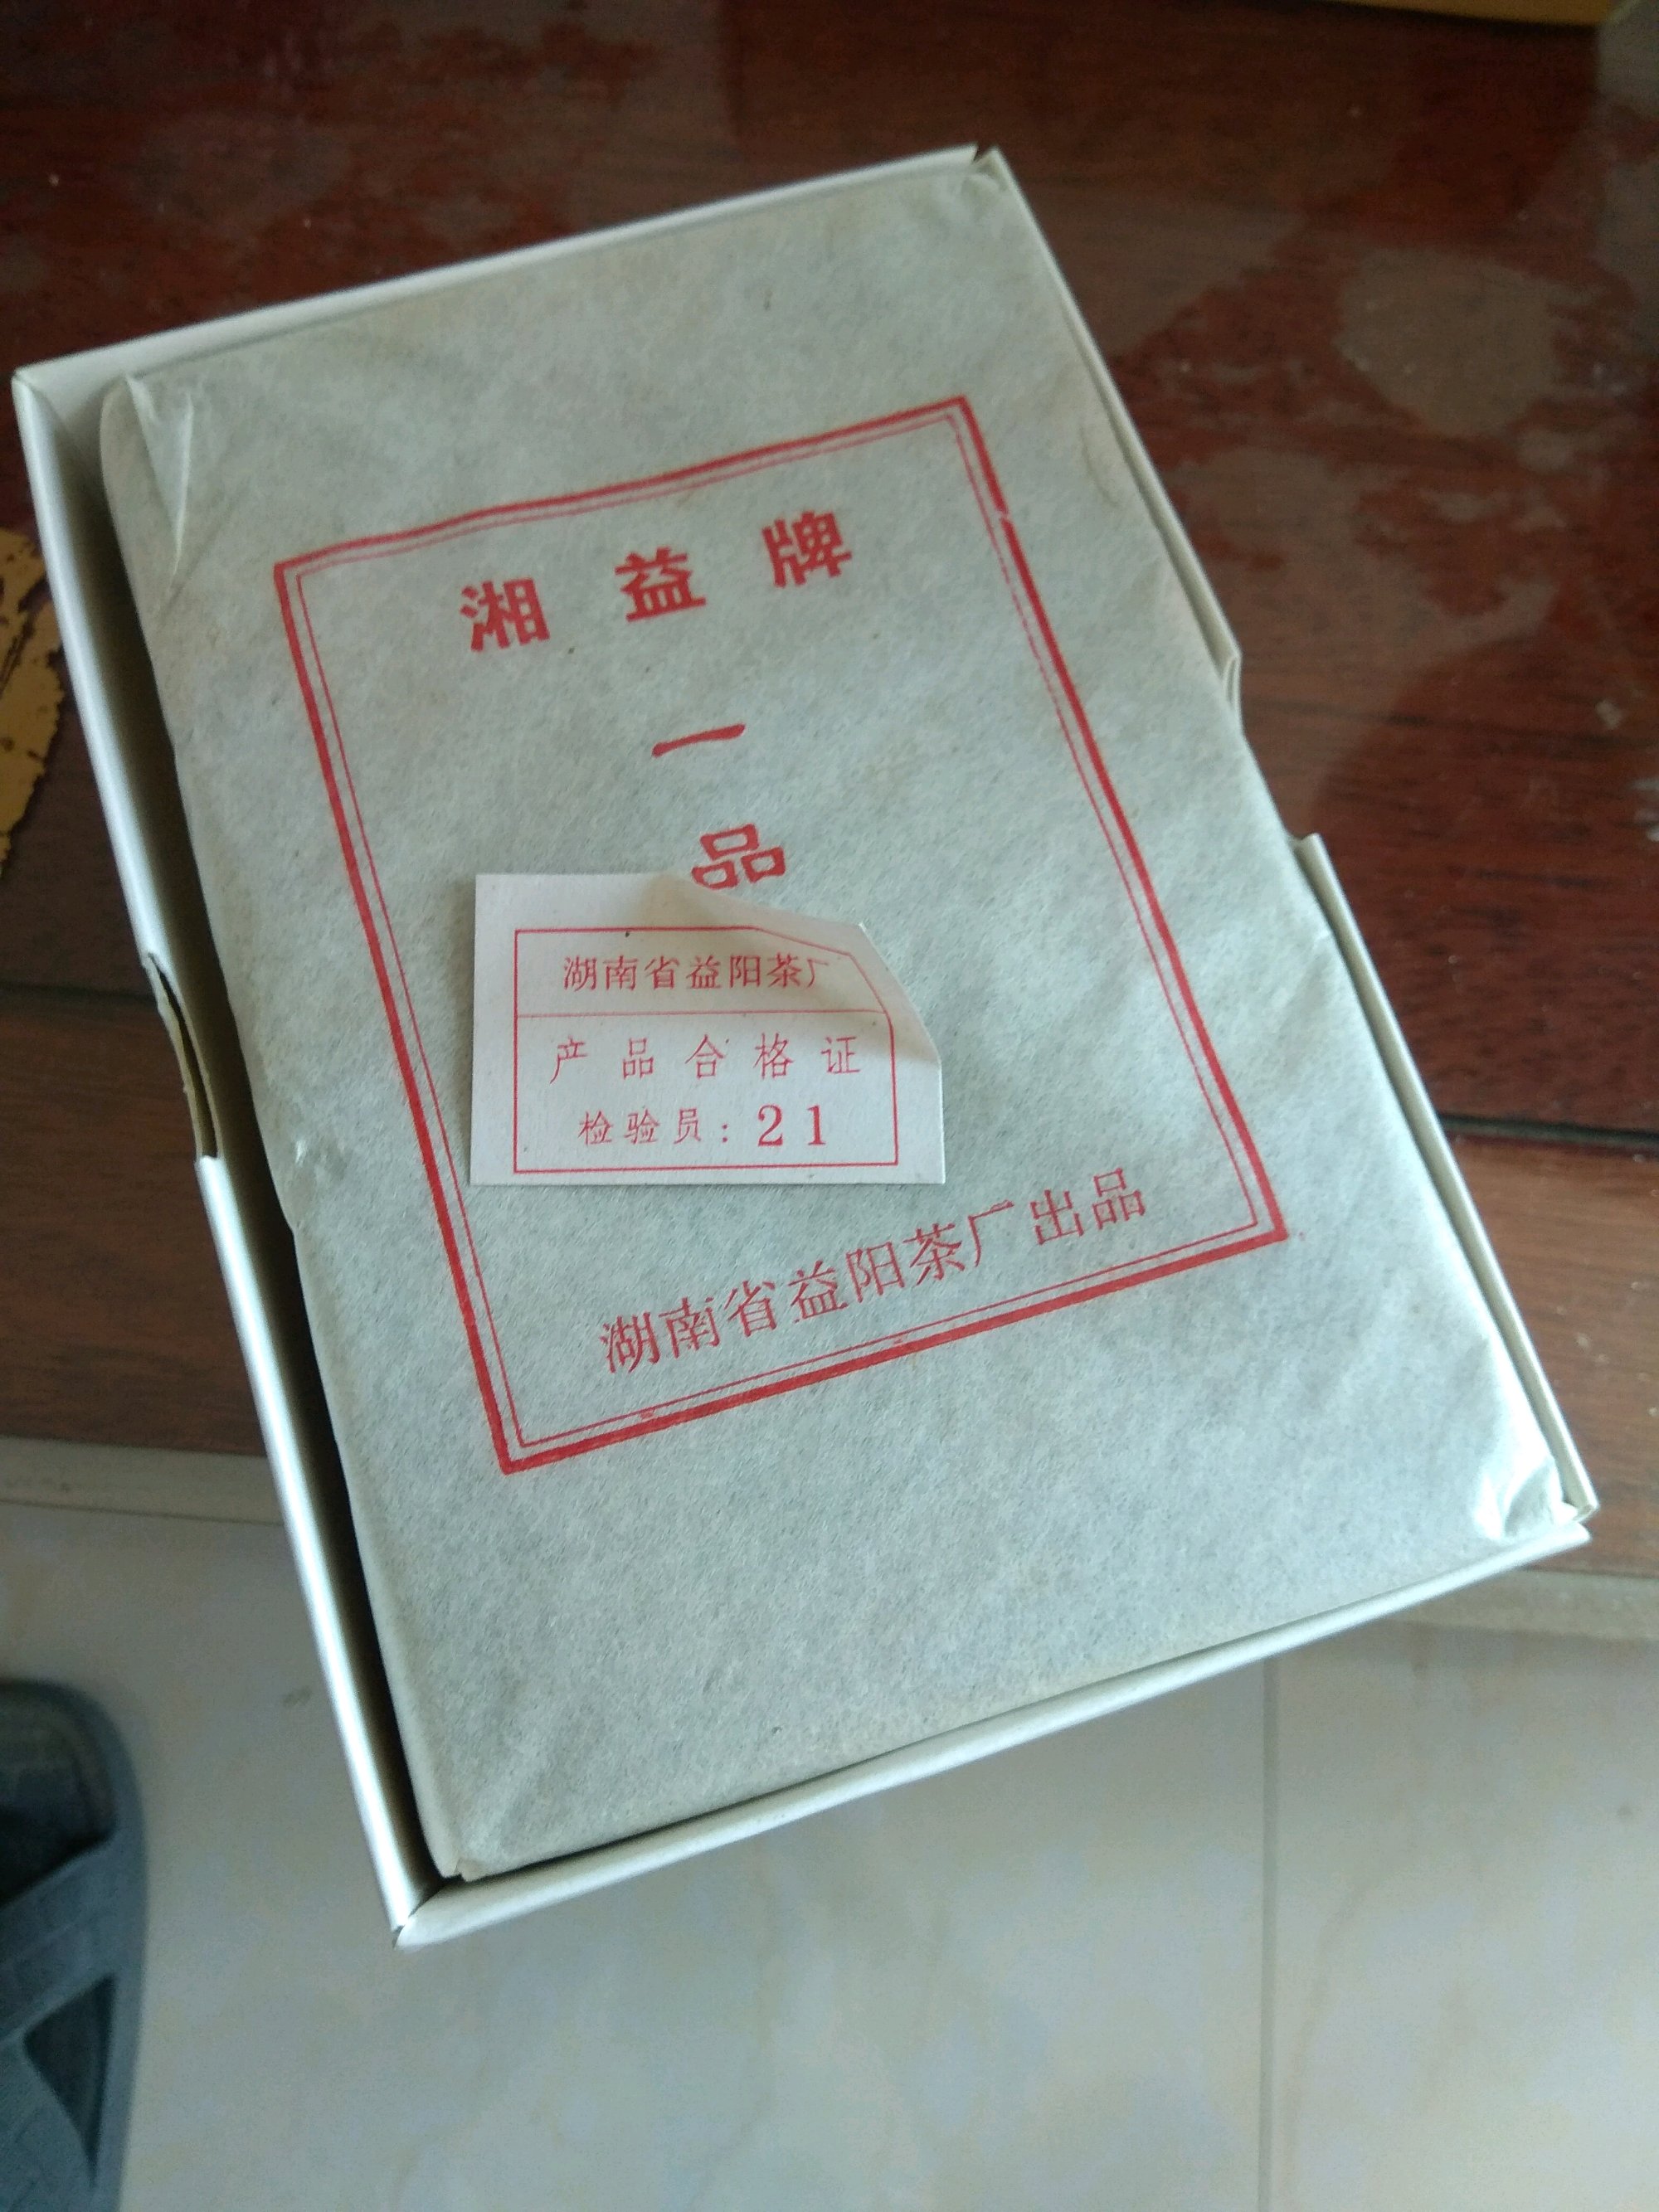 湘益牌
一
品
湖南省益阳茶厂
产品合格证
检验员：21
湖南省益阳茶厂出品